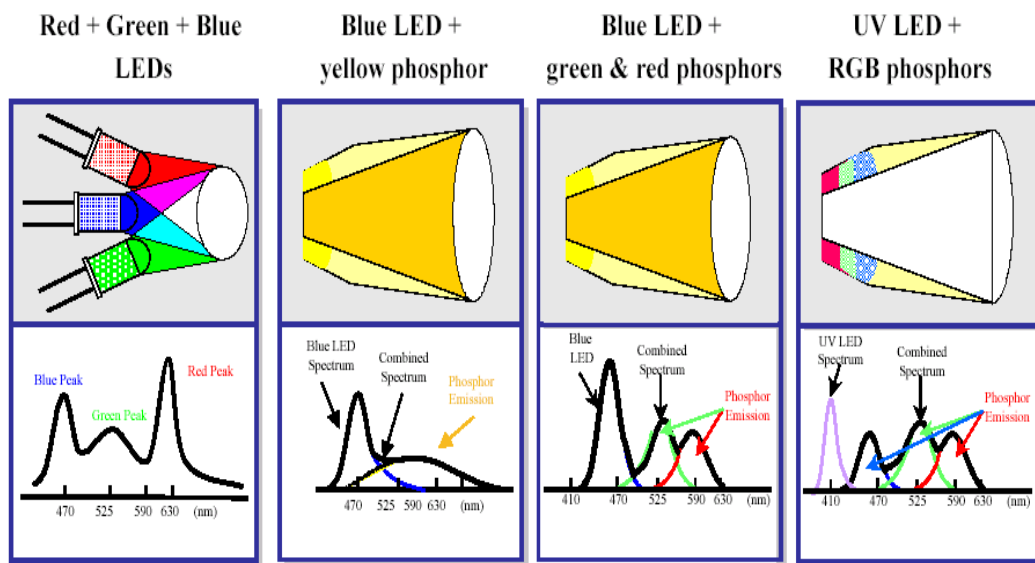 Red + Green + Blue
LEDs
Blue LED +
yellow phosphor
Blue LED +
green & red phosphors
UV LED +
RGB phosphors
Blue Peak
Green Peak
Red Peak
470 525 590 630 (nm)
Blue LED
Spectrum
Combined
Spectrum
Phosphor
Emission
470 525 590 630 (nm)
Blue
LED
Combined
Spectrum
Phosphor
Emission
410 470 525 590 630 (nm)
UV LED
Spectrum
Combined
Spectrum
Phosphor
Emission
410 470 525 590 630 (nm)